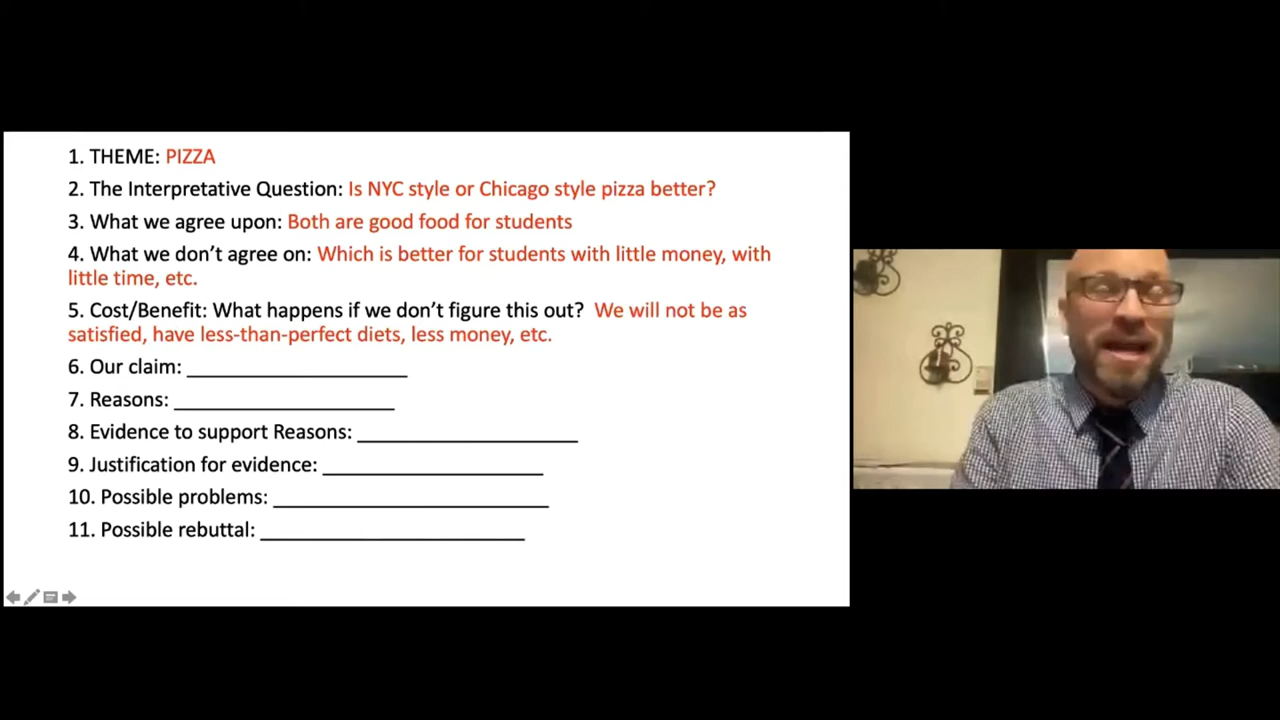 1. THEME: PIZZA
2. The Interpretative Question: Is NYC style or Chicago style pizza better?
3. What we agree upon: Both are good food for students
4. What we don’t agree on: Which is better for students with little money, with
little time, etc.
5. Cost/Benefit: What happens if we don’t figure this out?  We will not be as
satisfied, have less-than-perfect diets, less money, etc.
6. Our claim: ____________________
7. Reasons: ____________________
8. Evidence to support Reasons: ____________________
9. Justification for evidence: ____________________
10. Possible problems: _________________________
11. Possible rebuttal: ________________________